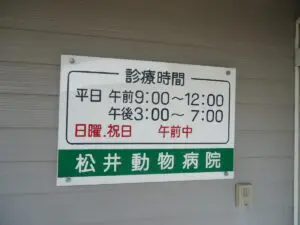 診療時間
平日 午前9:00～12:00
午後3:00～ 7:00
日曜.祝日 午前中
松井動物病院